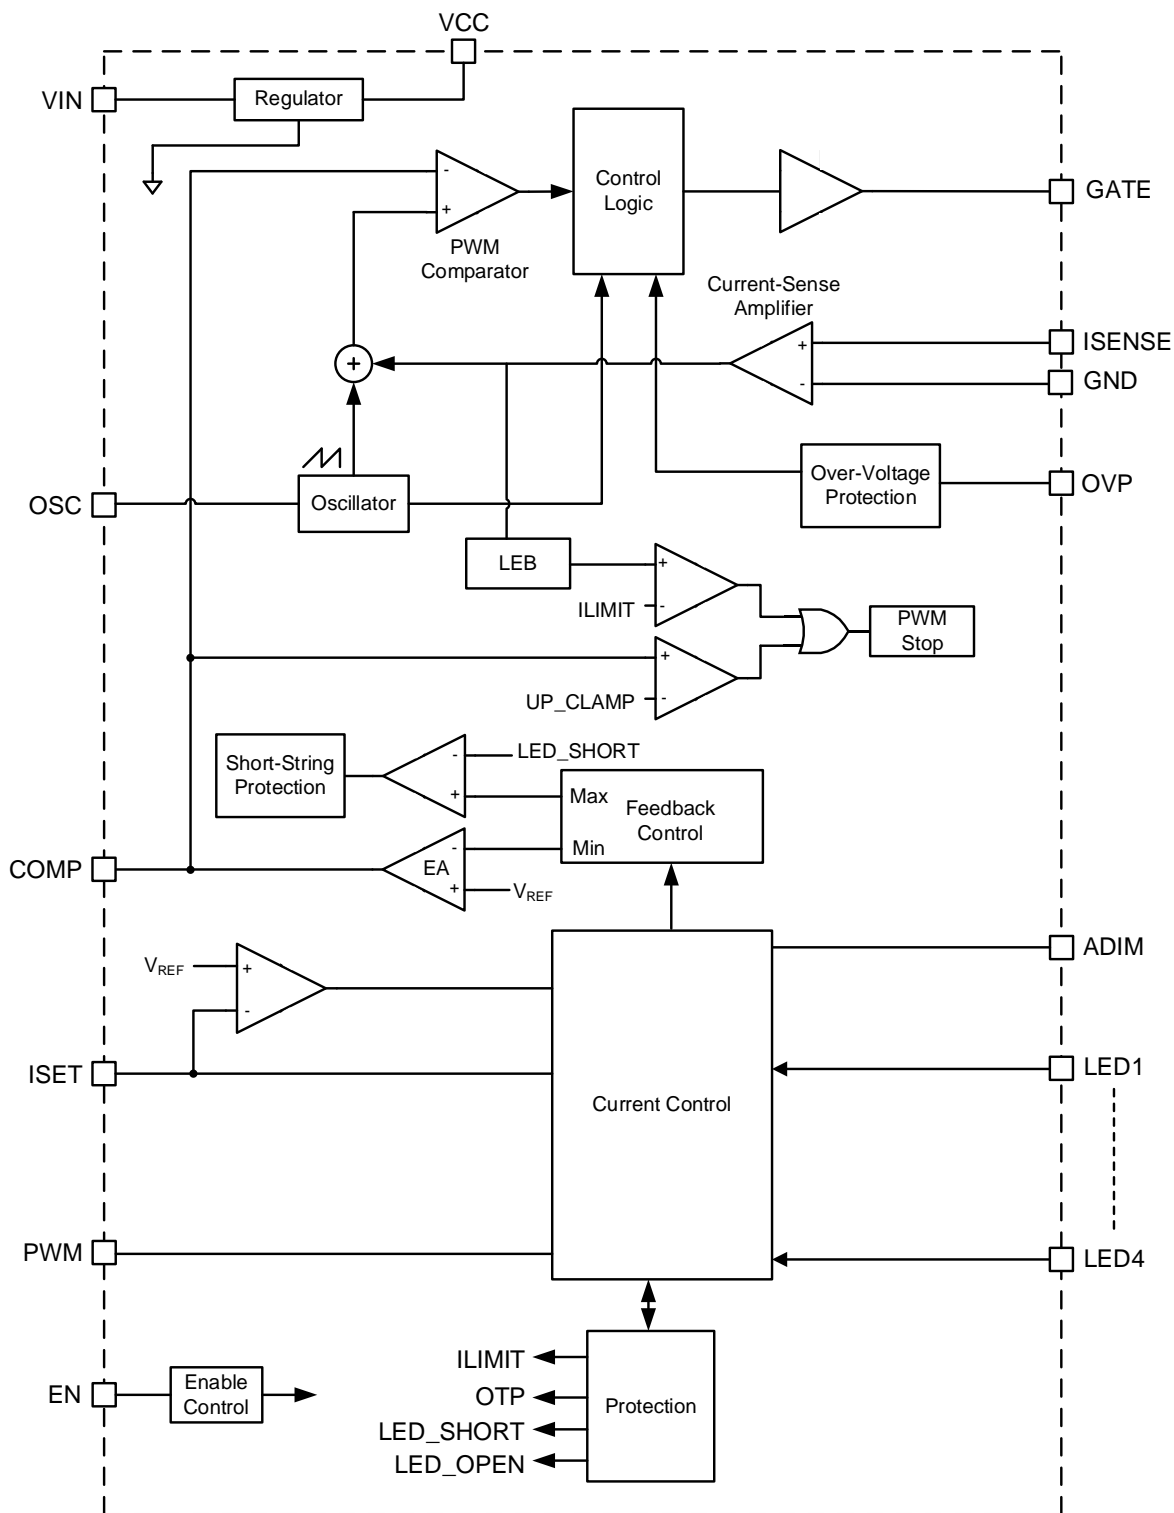 VCC
VIN
Regulator
-
+
PWM
Comparator
Control
Logic
GATE
Current-Sense
Amplifier
+
-
ISENSE
GND
+
OSC
Oscillator
Over-Voltage
Protection
OVP
LEB
+
ILIMIT
-
PWM
Stop
+
UP_CLAMP
-
Short-String
Protection
-
LED_SHORT
+
Max
Feedback
Control
Min
COMP
EA
-
+
VREF
VREF
+
-
ADIM
ISET
Current Control
LED1
PWM
LED4
EN
Enable
Control
ILIMIT
OTP
LED_SHORT
LED_OPEN
Protection